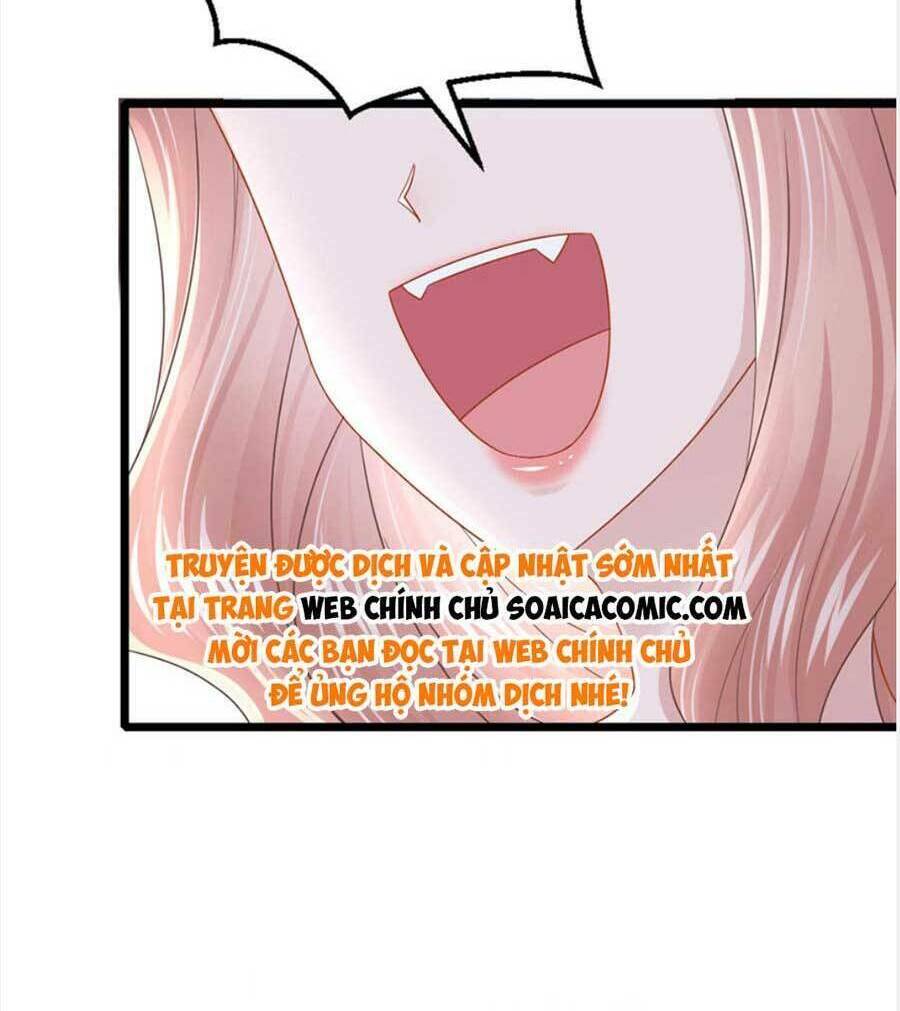 TRUYỆN ĐƯỢC DỊCH VÀ CẬP NHẬT SỚM NHẤT
TẠI TRANG WEB CHÍNH CHỦ SOAICACOMIC.COM
MỜI CÁC BẠN ĐỌC TẠI WEB CHÍNH CHỦ
ĐỂ ỦNG HỘ NHÓM DỊCH NHÉ!